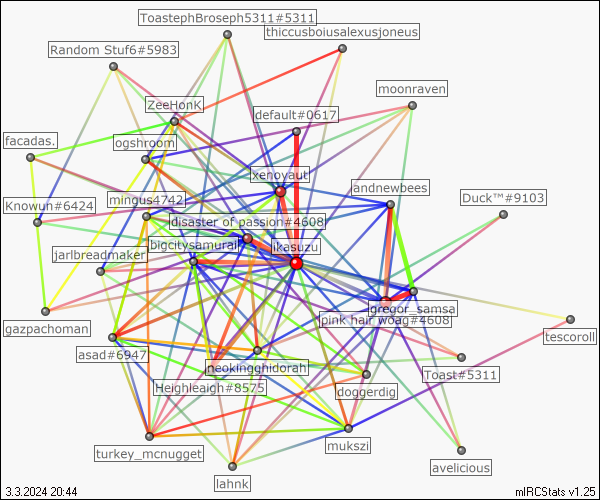 ToastephBroseph5311#5311
thiccusboiusalexusjoneus
Random Stuf6#5983
moonraven
ZeeHonK
default#0617
facadas.
ogshroom
xenoyaut
andnewbees
Duck™#9103
Knowun#6424
mingus4742
disaster of passion#4608
bigcitysamurai
ikasuzu
jarlbreadmaker
igregor_samsa
pink hair woag#4608
gazpachoman
tescoroll
asad#6947
neokingghidorah
Toast#5311
Heighleigh#8575
doggerdig
turkey_mcnugget
mukszi
avelicious
lahnk
3.3.2024 20:44
mIRCStats v1.25